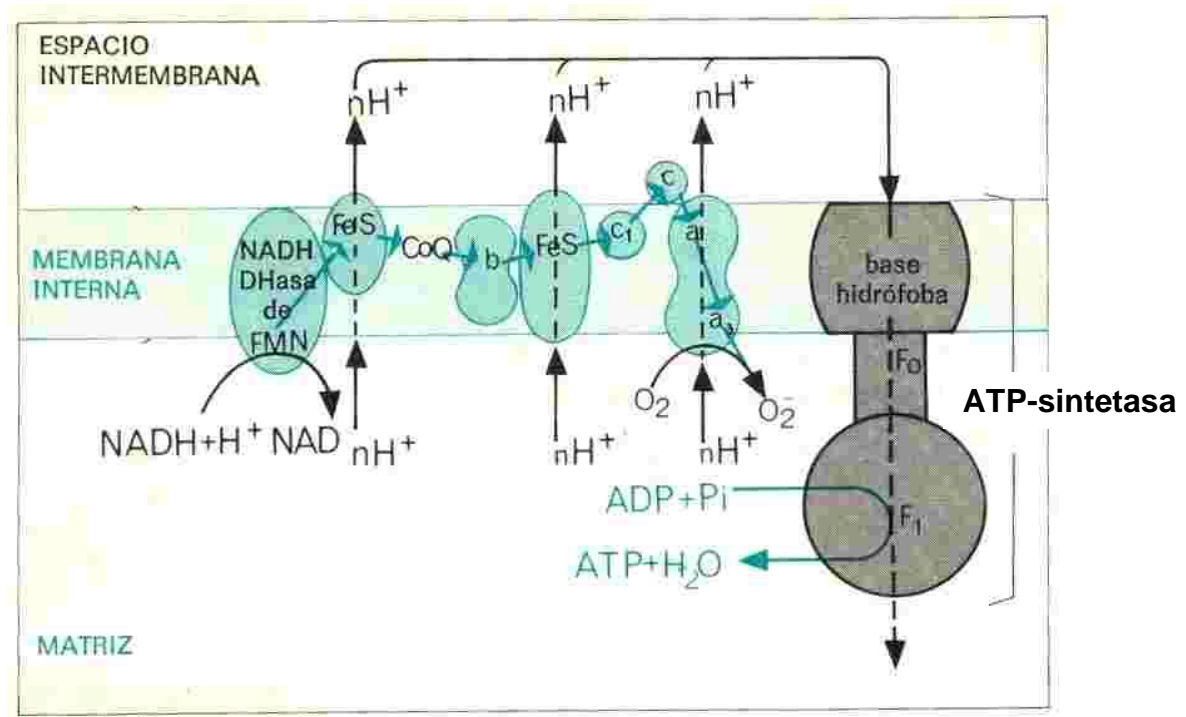 ESPACIO
INTERMEMBRANA
nH⁺
nH⁺
nH⁺
MEMBRANA
INTERNA
NADH
DHasa
de
FMN
FeS
CoQ
b
FeS
c₁
c
a
a₃
base
hidrófoba
F₀
ATP-sintetasa
O₂
O₂⁻
NADH+H⁺ NAD
nH⁺
nH⁺
nH⁺
ADP+Pi
F₁
ATP+H₂O
MATRIZ